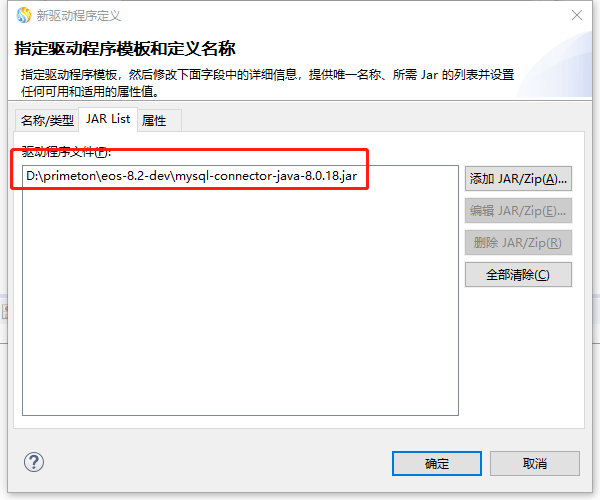 新驱动程序定义
指定驱动程序模板和定义名称
指定驱动程序模板，然后修改下面字段中的详细信息，提供唯一名称、所需 Jar 的列表并设置
任何可用和适用的属性值。
名称/类型 JAR List 属性
驱动程序文件(F):
D:\primeton\eos-8.2-dev\mysql-connector-java-8.0.18.jar
添加 JAR/Zip(A)...
编辑 JAR/Zip(E)...
删除 JAR/Zip(R)
全部清除(C)
?
确定 取消